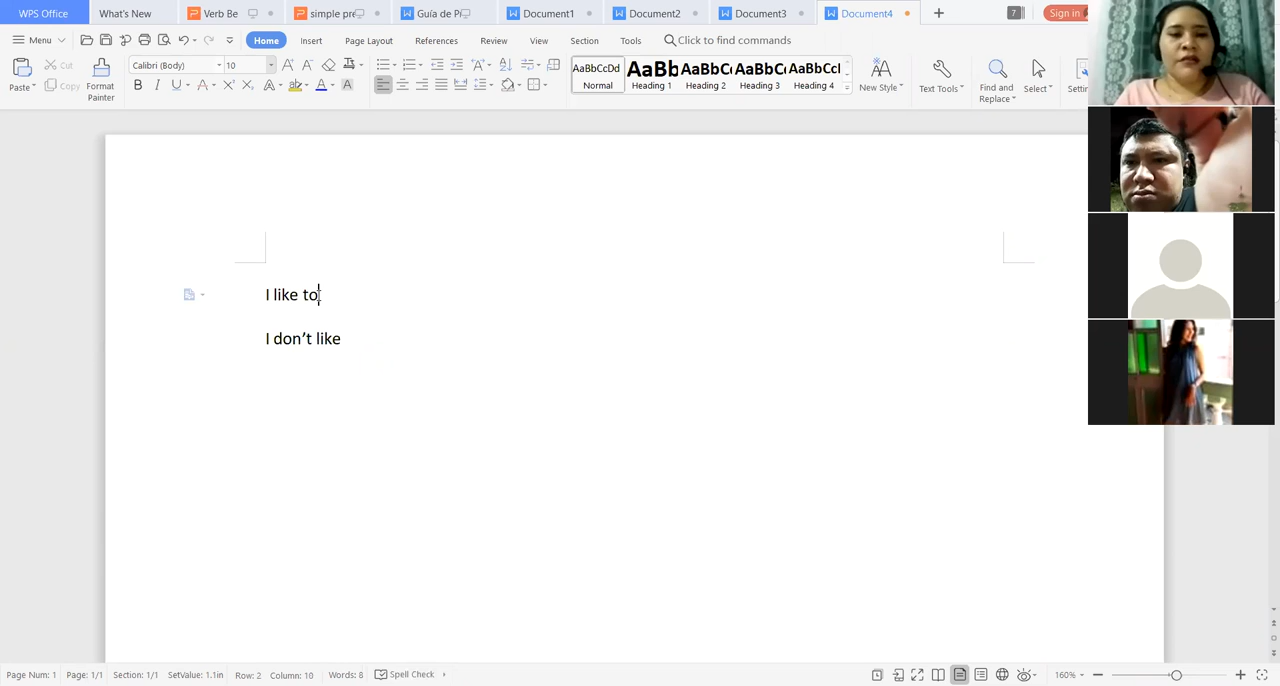 WPS Office What's New Verb Be simple pre Guía de Pi Document1 Document2 Document3 Document4 7 Sign in
Menu Home Insert Page Layout References Review View Section Tools Click to find commands
Paste Cut Copy Format Painter Calibri (Body) 10 AaBbCcDd Normal AaBb Heading 1 AaBbC Heading 2 AaBbC Heading 3 AaBbCcI Heading 4 New Style Text Tools Find and Replace Select Settin
I like to
I don't like
Page Num: 1 Page: 1/1 Section: 1/1 SetValue: 1.1in Row: 2 Column: 10 Words: 8 Spell Check 160%